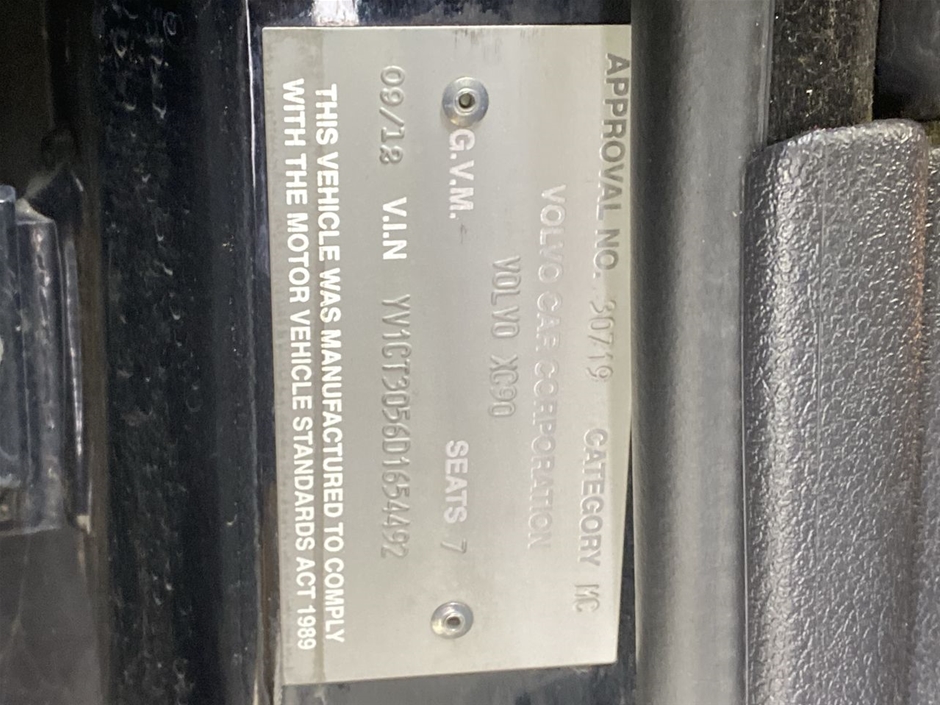 APPROVAL NO. 30719 CATEGORY MC
VOLVO CAR CORPORATION
VOLVO XC90
G.V.M. SEATS 7
09/12 V.I.N YV1CT3056D1654492
THIS VEHICLE WAS MANUFACTURED TO COMPLY
WITH THE MOTOR VEHICLE STANDARDS ACT 1989